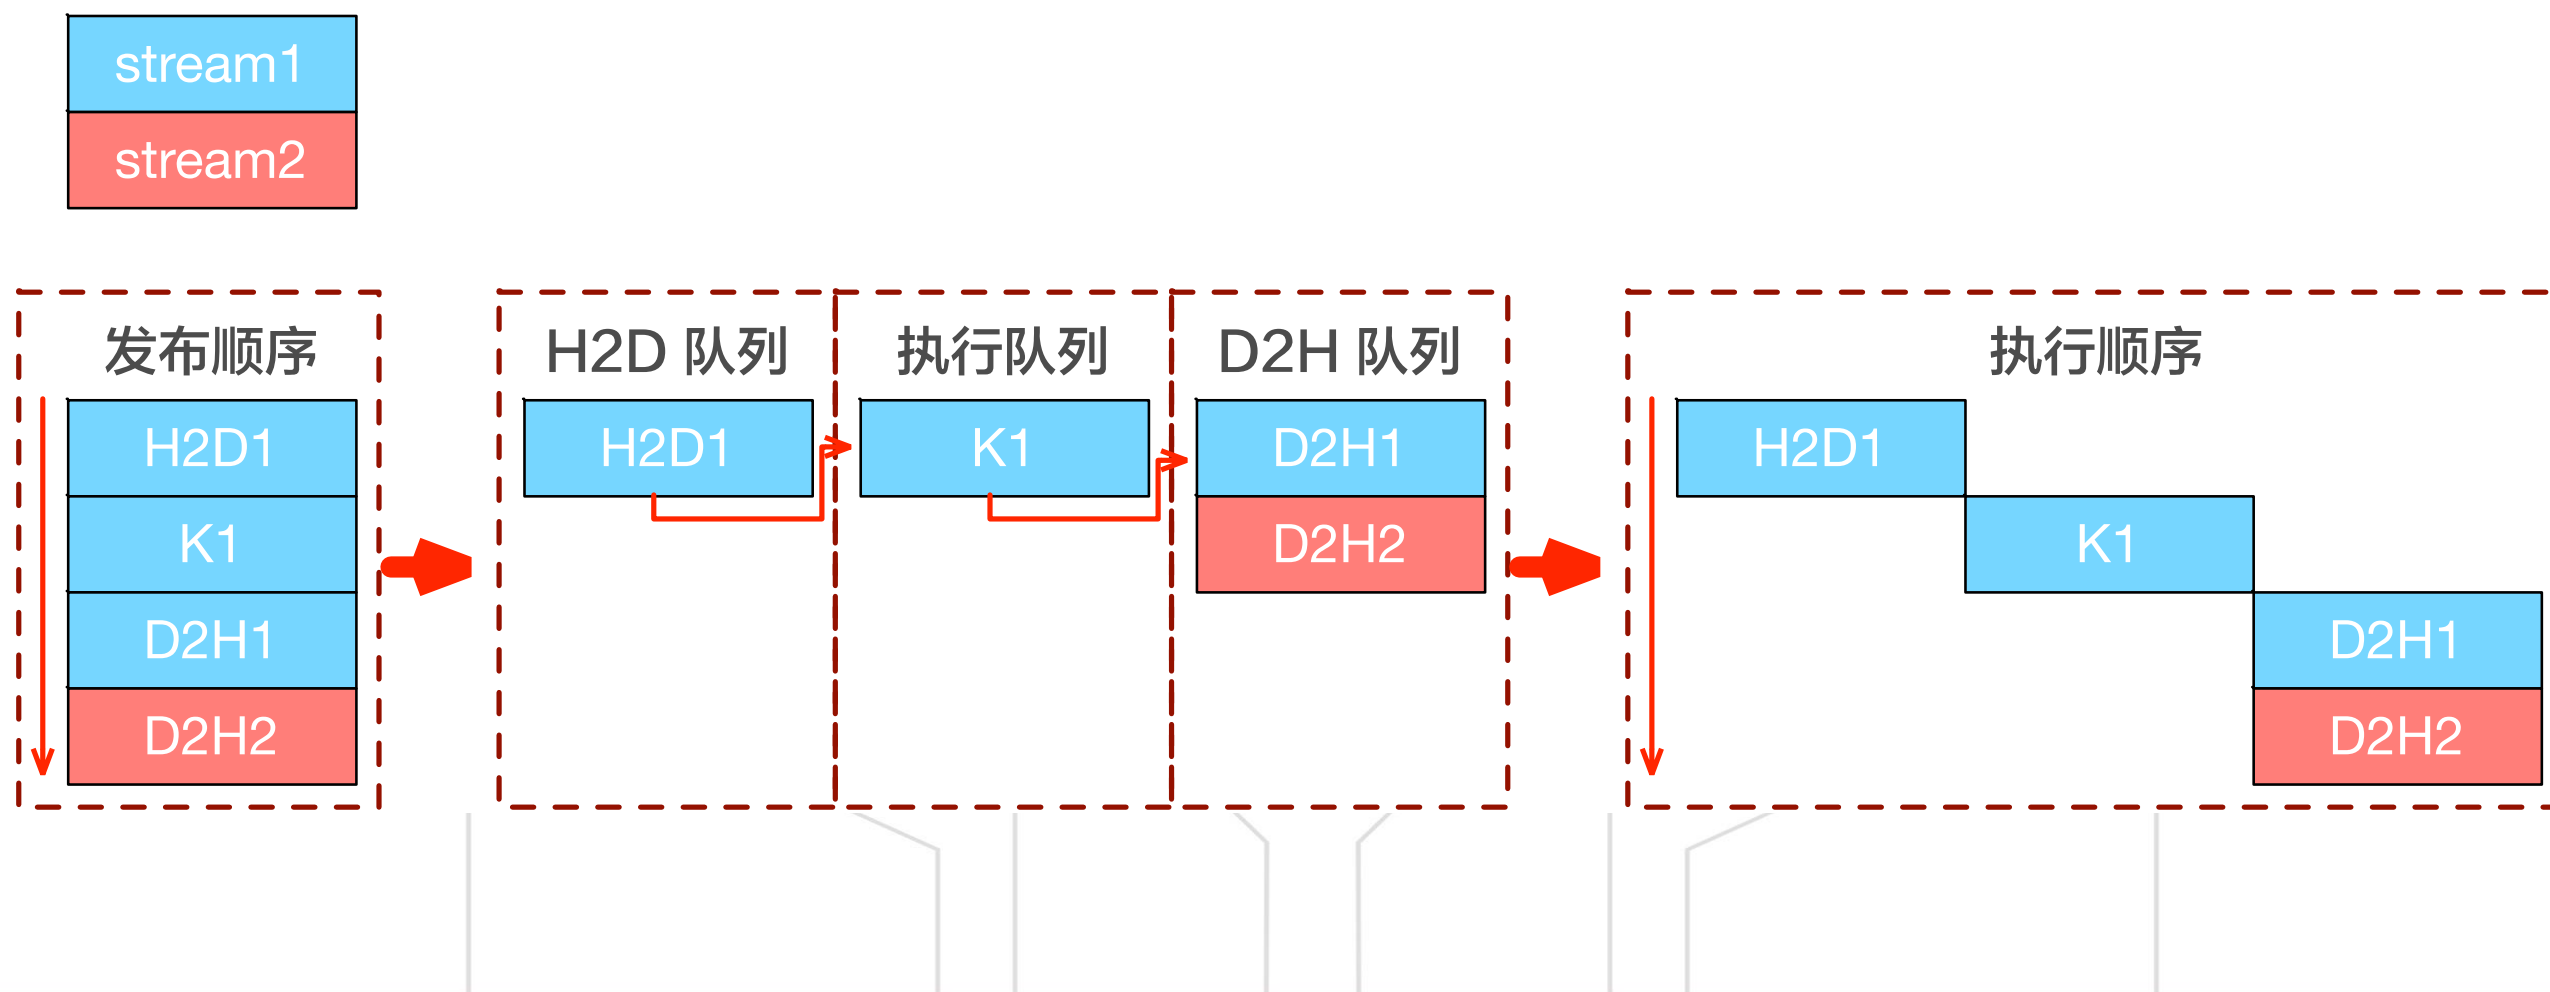 stream1
stream2
发布顺序
H2D1
K1
D2H1
D2H2
H2D 队列
H2D1
执行队列
K1
D2H 队列
D2H1
D2H2
执行顺序
H2D1
K1
D2H1
D2H2